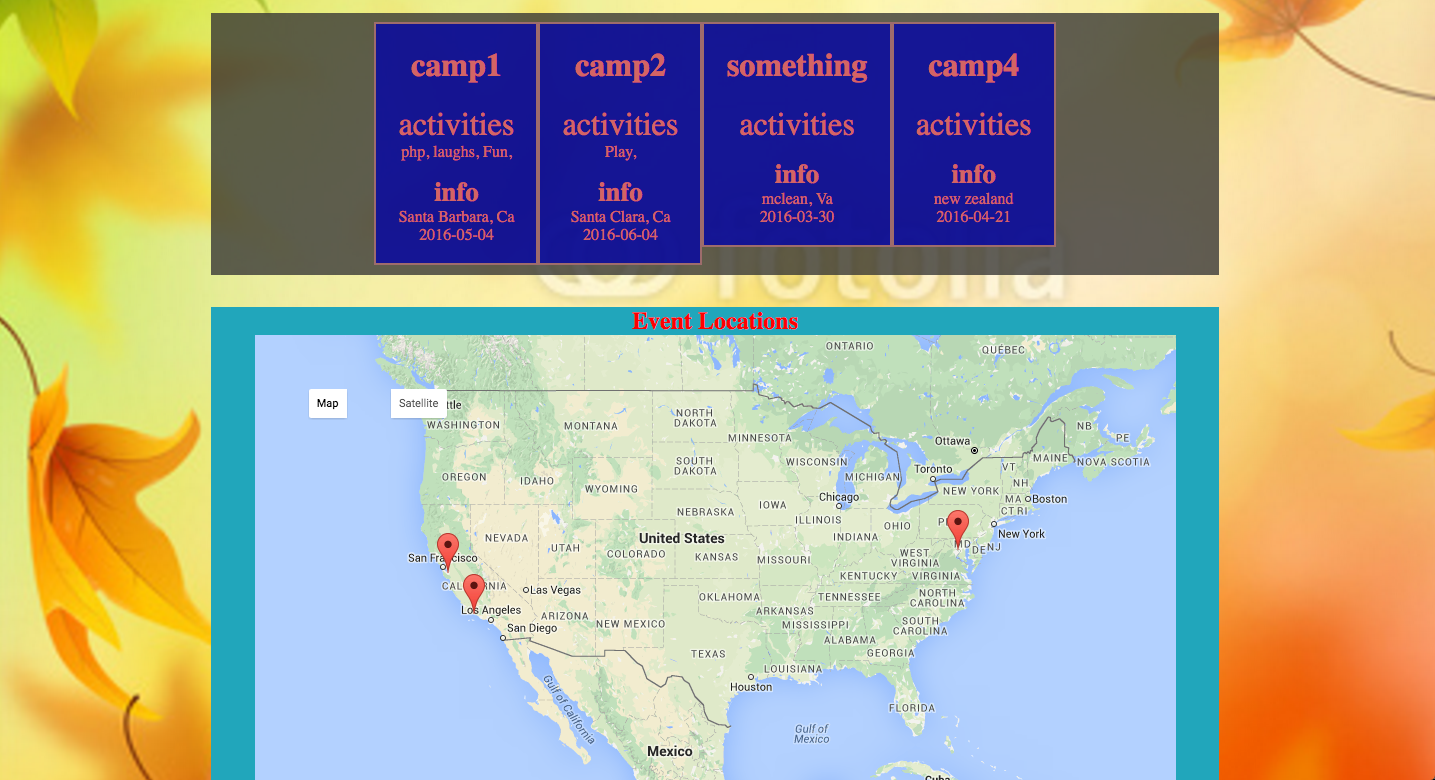 camp1
activities
php, laughs, Fun,
info
Santa Barbara, Ca
2016-05-04
camp2
activities
Play,
info
Santa Clara, Ca
2016-06-04
something
activities
info
mclean, Va
2016-03-30
camp4
activities
info
new zealand
2016-04-21
fotolia
Event Locations
Map
Satellite
ONTARIO
QUÉBEC
WASHINGTON
MONTANA
NORTH
DAKOTA
MINNESOTA
Ottawa
NB
PE
NOVA SCOTIA
MAINE
OREGON
IDAHO
SOUTH
DAKOTA
WISCONSIN
MICHIGAN
Toronto
VT
NH
WYOMING
NEBRASKA
IOWA
Chicago
NEW YORK
MA
Boston
CT RI
ILLINOIS
INDIANA
OHIO
New York
San Francisco
NEVADA
UTAH
COLORADO
United States
KANSAS
MISSOURI
WEST
VIRGINIA
MD
DE
NJ
KENTUCKY
VIRGINIA
CALIFORNIA
Las Vegas
Los Angeles
San Diego
ARIZONA
NEW MEXICO
OKLAHOMA
ARKANSAS
TENNESSEE
NORTH
CAROLINA
MISSISSIPPI
SOUTH
CAROLINA
ALABAMA
GEORGIA
TEXAS
LOUISIANA
Houston
FLORIDA
Gulf of California
Gulf of
Mexico
Mexico
Cuba